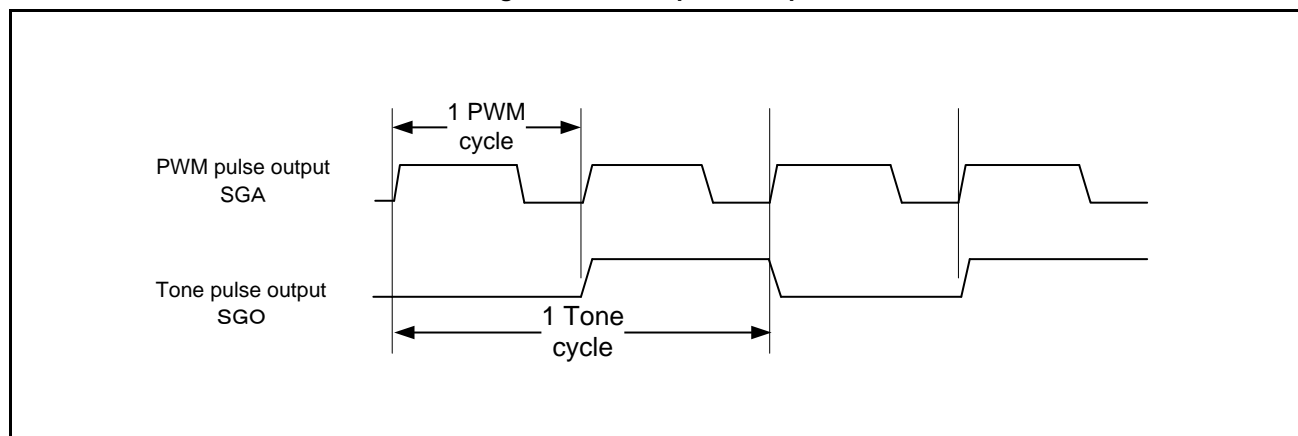 1 PWM
cycle
PWM pulse output
SGA
Tone pulse output
SGO
1 Tone
cycle